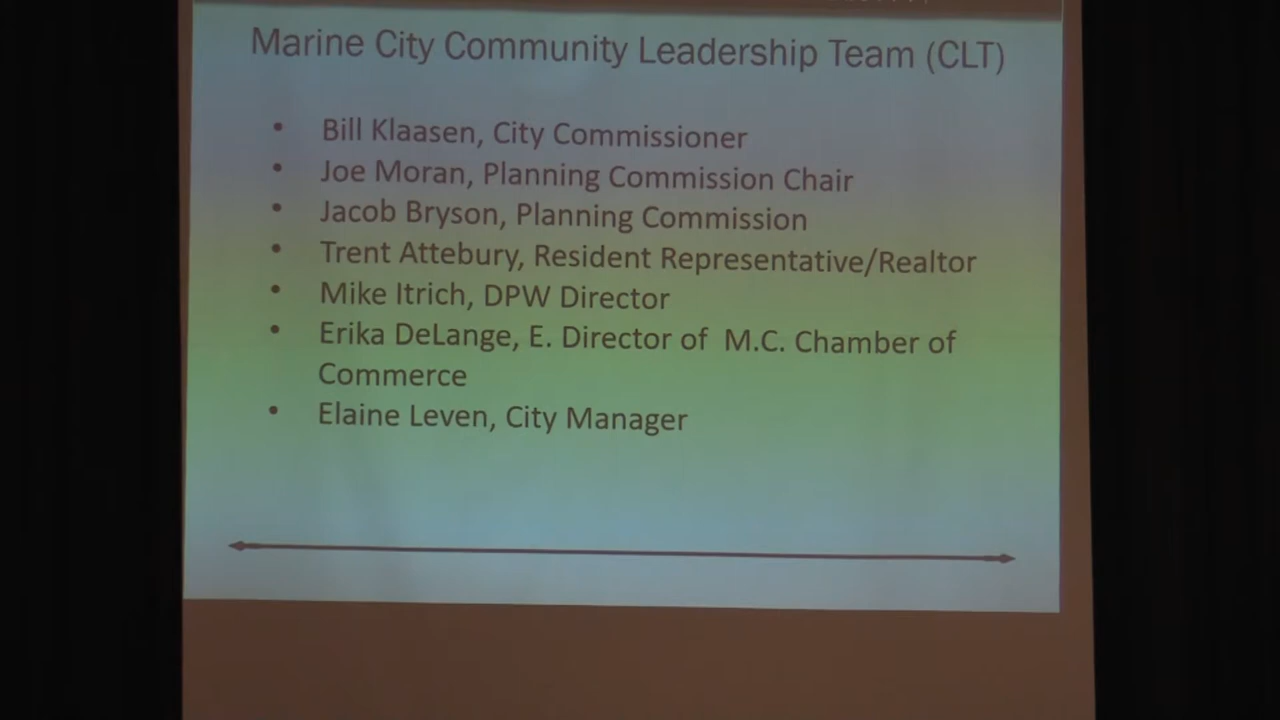 Marine City Community Leadership Team (CLT)
• Bill Klaasen, City Commissioner
• Joe Moran, Planning Commission Chair
• Jacob Bryson, Planning Commission
• Trent Attebury, Resident Representative/Realtor
• Mike Itrich, DPW Director
• Erika DeLange, E. Director of M.C. Chamber of
Commerce
• Elaine Leven, City Manager